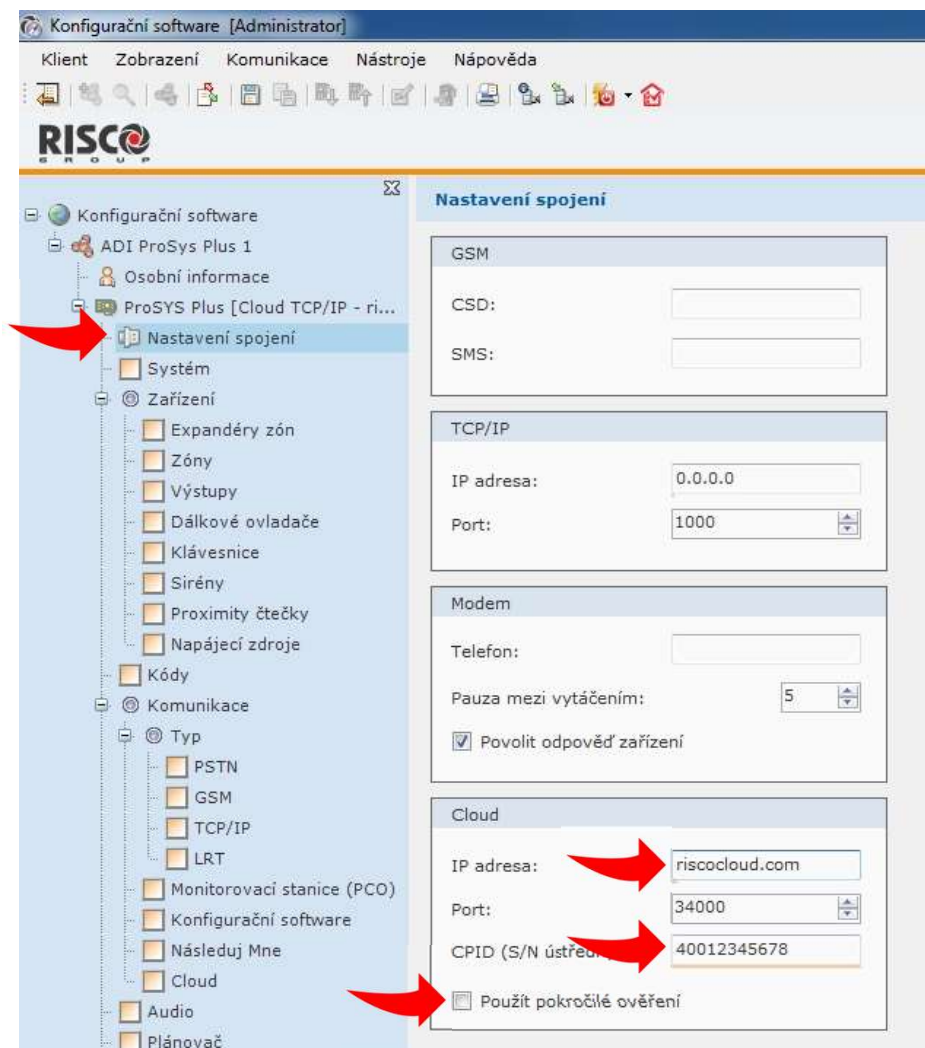 Konfigurační software [Administrator]
Klient Zobrazení Komunikace Nástroje Nápověda
RISCO
GROUP
Konfigurační software
ADI ProSys Plus 1
Osobní informace
ProSYS Plus [Cloud TCP/IP - ri...
Nastavení spojení
Systém
Zařízení
Expandéry zón
Zóny
Výstupy
Dálkové ovladače
Klávesnice
Sirény
Proximity čtečky
Napájecí zdroje
Kódy
Komunikace
Typ
PSTN
GSM
TCP/IP
LRT
Monitorovací stanice (PCO)
Konfigurační software
Následuj Mne
Cloud
Audio
Plánovač
Nastavení spojení
GSM
CSD:
SMS:
TCP/IP
IP adresa: 0.0.0.0
Port: 1000
Modem
Telefon:
Pauza mezi vytáčením: 5
Povolit odpověď zařízení
Cloud
IP adresa: riscocloud.com
Port: 34000
CPID (S/N 40012345678
Použít pokročilé ověření